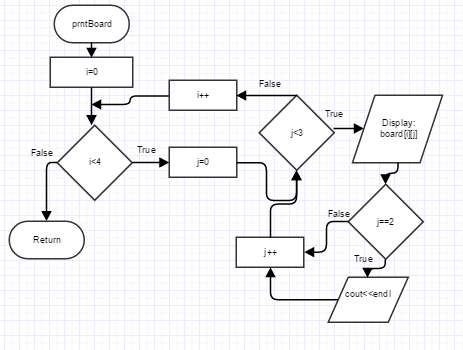 prntBoard
i=0
i++
False
j<3
True
Display:
board[i][j]
False
i<4
True
j=0
Return
False
j==2
j++
True
cout<<endl